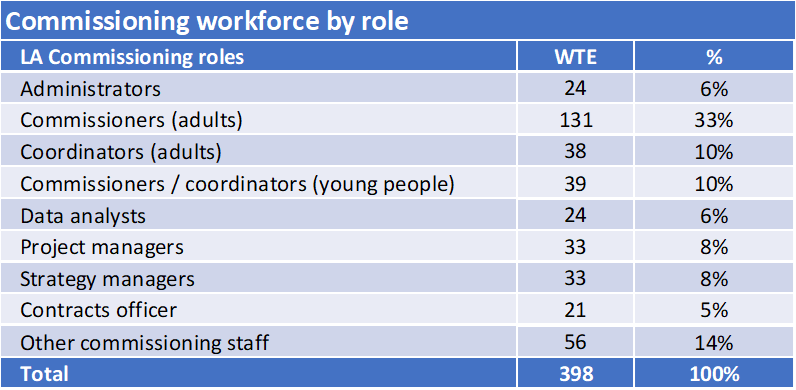 Commissioning workforce by role
LA Commissioning roles WTE %
Administrators 24 6%
Commissioners (adults) 131 33%
Coordinators (adults) 38 10%
Commissioners / coordinators (young people) 39 10%
Data analysts 24 6%
Project managers 33 8%
Strategy managers 33 8%
Contracts officer 21 5%
Other commissioning staff 56 14%
Total 398 100%